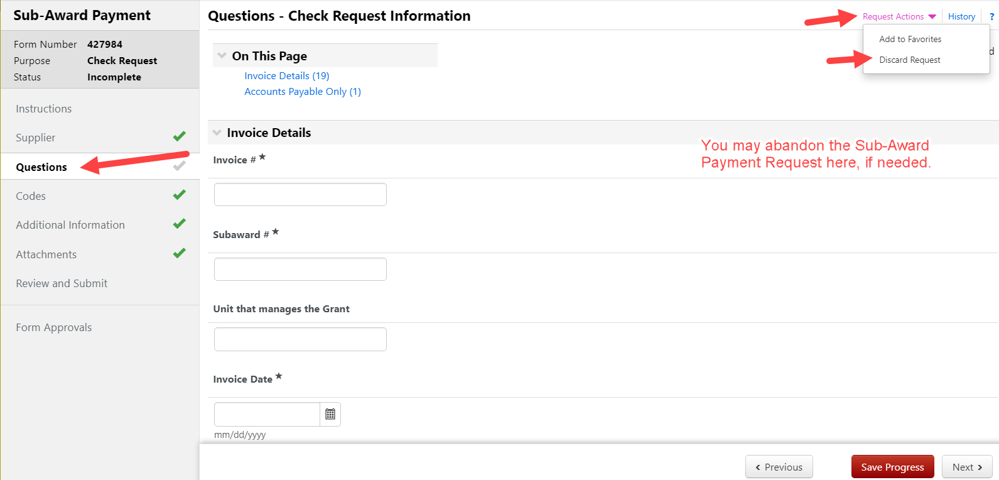 Sub-Award Payment
Form Number 427984
Purpose Check Request
Status Incomplete
Instructions
Supplier
Questions
Codes
Additional Information
Attachments
Review and Submit
Form Approvals
Questions - Check Request Information
Request Actions History ?
Add to Favorites
Discard Request
d
On This Page
Invoice Details (19)
Accounts Payable Only (1)
Invoice Details
You may abandon the Sub-Award
Payment Request here, if needed.
Invoice # ★
Subaward # ★
Unit that manages the Grant
Invoice Date ★
mm/dd/yyyy
‹ Previous
Save Progress
Next ›